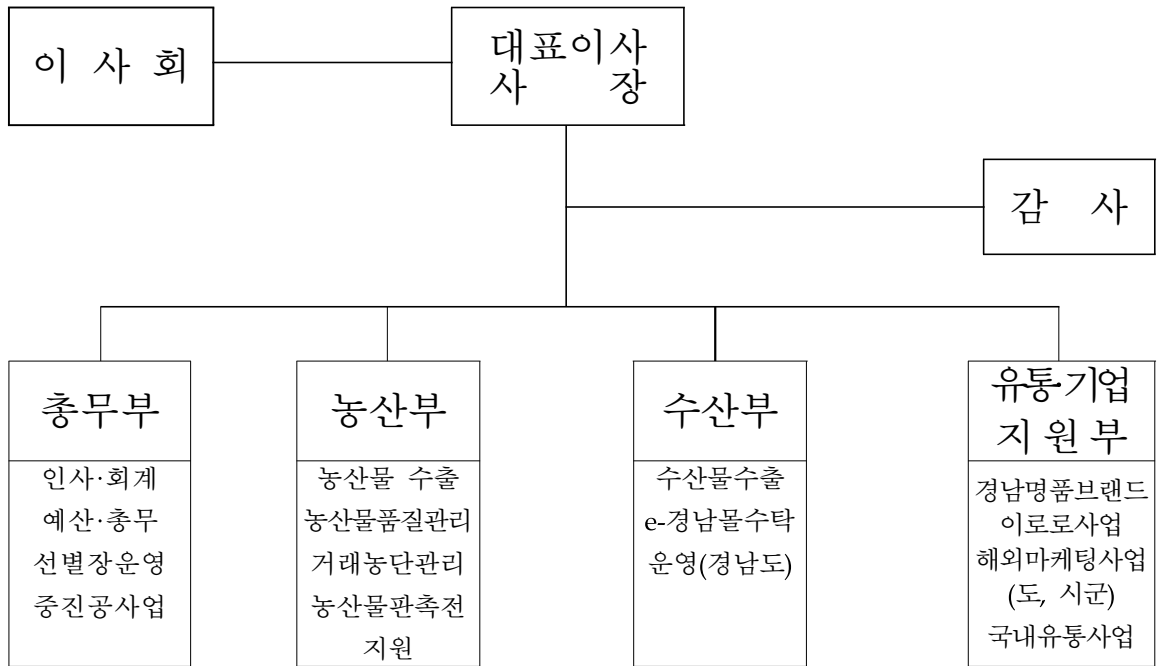 이 사 회
대표이사
사 장
감 사
총무부
인사·회계
예산·총무
선별장운영
중진공사업
농산부
농산물 수출
농산물품질관리
거래농단관리
농산물판촉전
지원
수산부
수산물수출
e-경남몰수탁
운영(경남도)
유통·기업
지 원 부
경남명품브랜드
이로로사업
해외마케팅사업
(도, 시군)
국내유통사업